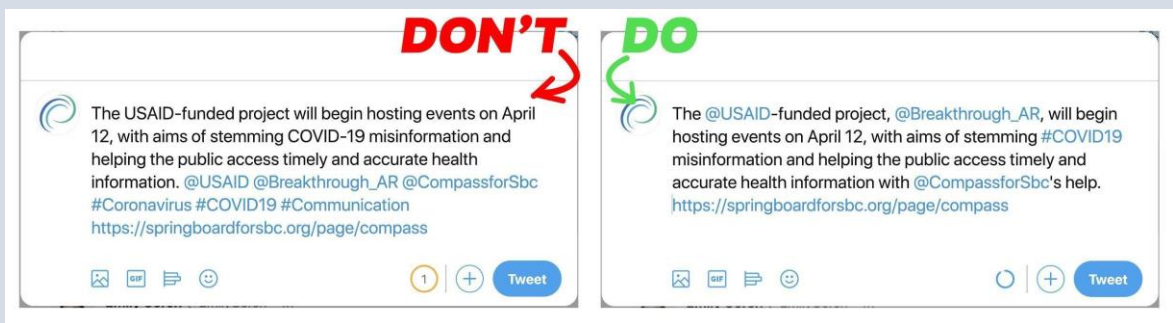 DON'T
The USAID-funded project will begin hosting events on April
12, with aims of stemming COVID-19 misinformation and
helping the public access timely and accurate health
information. @USAID @Breakthrough_AR @CompassforSbc
#Coronavirus #COVID19 #Communication
https://springboardforsbc.org/page/compass
GIF
1
Tweet
DO
The @USAID-funded project, @Breakthrough_AR, will begin
hosting events on April 12, with aims of stemming #COVID19
misinformation and helping the public access timely and
accurate health information with @CompassforSbc's help.
https://springboardforsbc.org/page/compass
GIF
Tweet